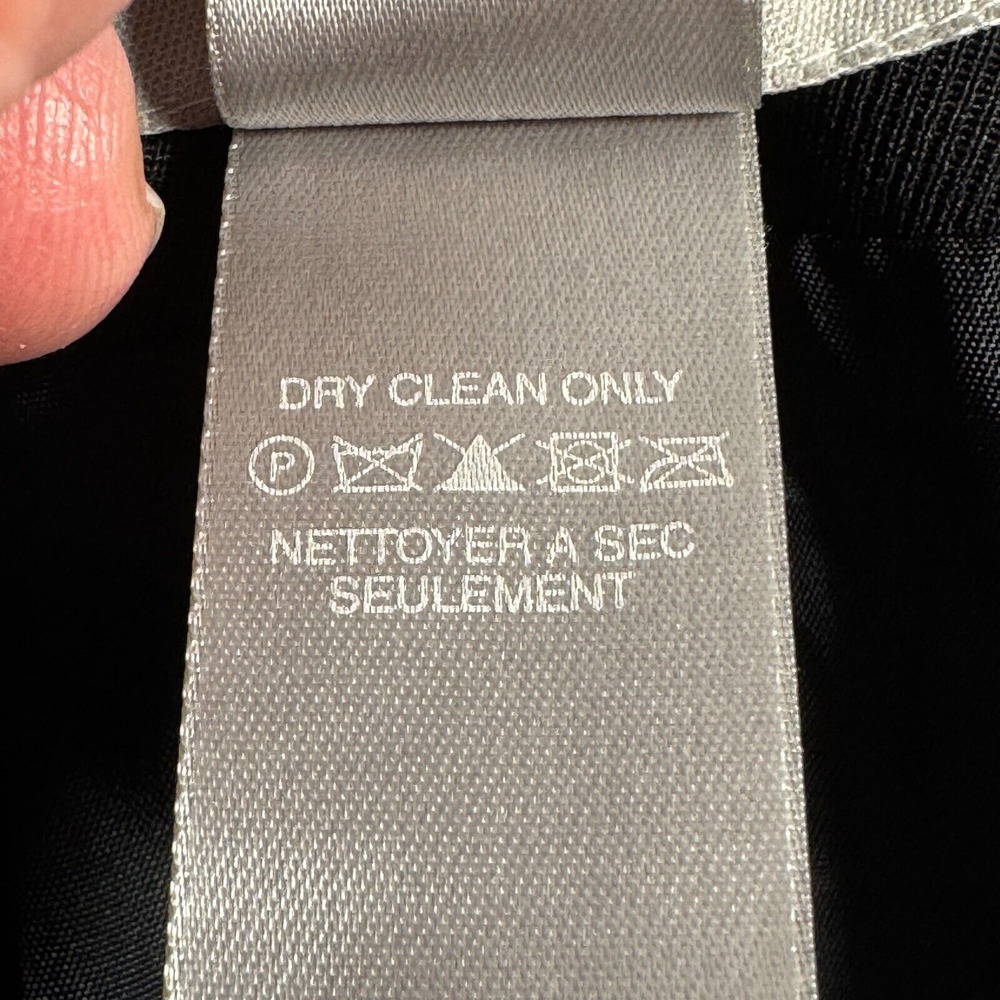 DRY CLEAN ONLY
P
NETTOYER A SEC
SEULEMENT